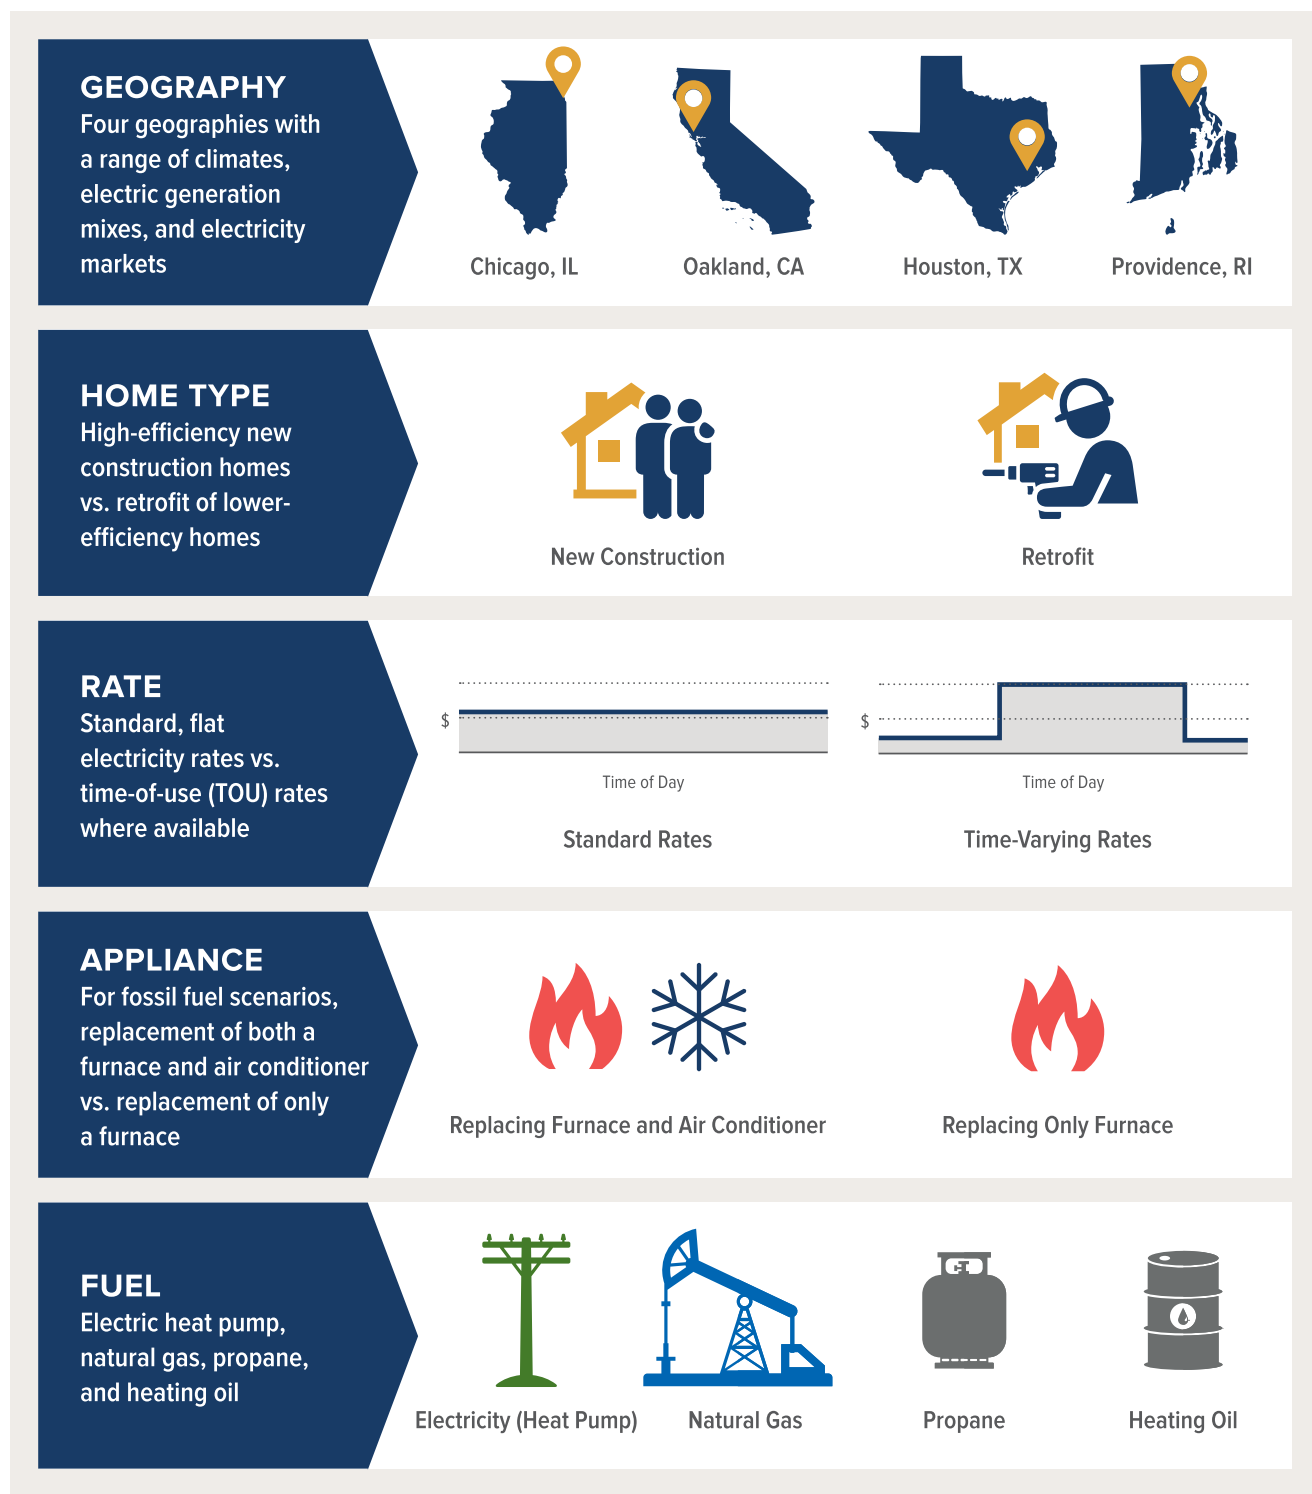 GEOGRAPHY
Four geographies with
a range of climates,
electric generation
mixes, and electricity
markets
Chicago, IL
Oakland, CA
Houston, TX
Providence, RI
HOME TYPE
High-efficiency new
construction homes
vs. retrofit of lower-
efficiency homes
New Construction
Retrofit
RATE
Standard, flat
electricity rates vs.
time-of-use (TOU) rates
where available
$
Time of Day
Standard Rates
$
Time of Day
Time-Varying Rates
APPLIANCE
For fossil fuel scenarios,
replacement of both a
furnace and air conditioner
vs. replacement of only
a furnace
Replacing Furnace and Air Conditioner
Replacing Only Furnace
FUEL
Electric heat pump,
natural gas, propane,
and heating oil
Electricity (Heat Pump)
Natural Gas
Propane
Heating Oil